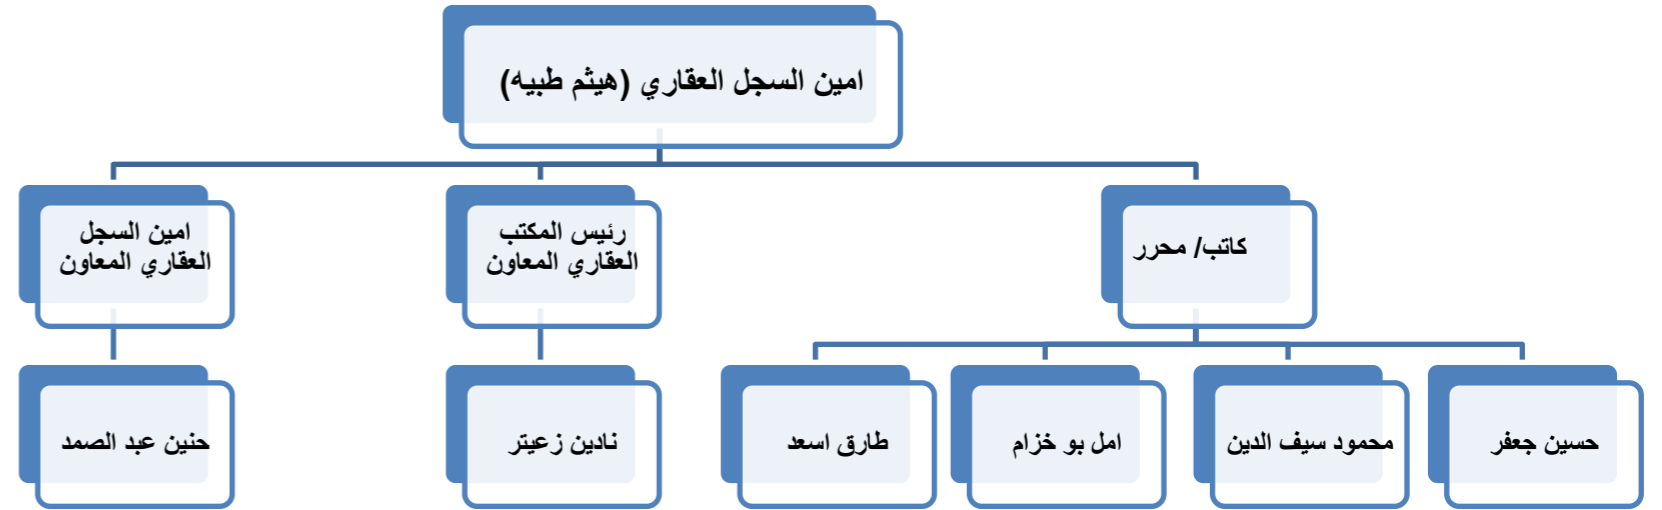 امين السجل العقاري (هيثم طبيه)
كاتب/ محرر
رئيس المكتب
العقاري المعاون
امين السجل
العقاري المعاون
حسين جعفر
محمود سيف الدين
امل بو خزام
طارق اسعد
نادين زعيتر
حنين عبد الصمد